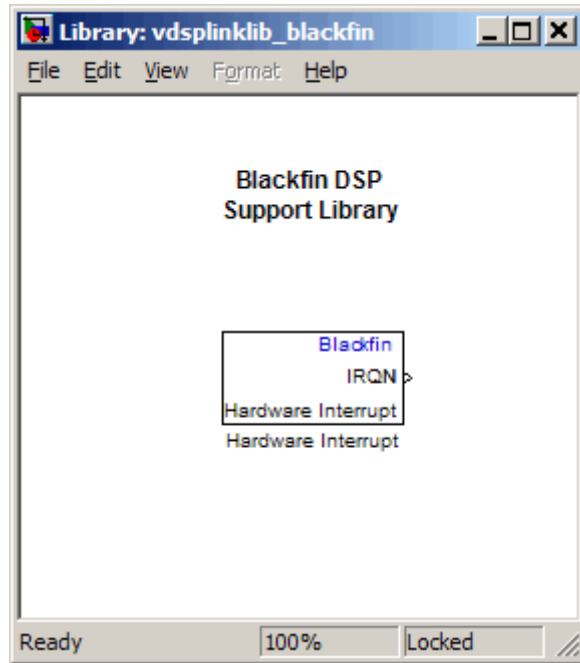 Library: vdsplinklib_blackfin
File Edit View Format Help
Blackfin DSP
Support Library
Blackfin
IRQN
Hardware Interrupt
Hardware Interrupt
Ready 100% Locked